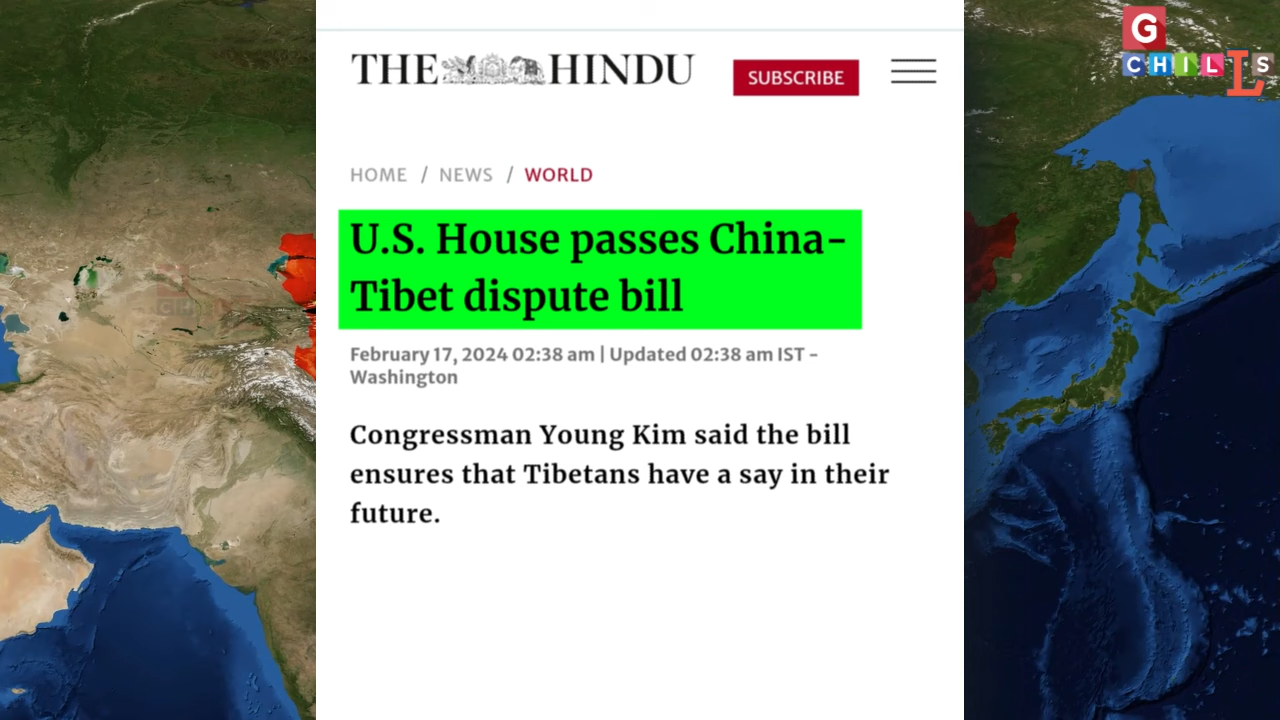 G
CHILLS
THE HINDU
SUBSCRIBE
HOME / NEWS / WORLD
U.S. House passes China-
Tibet dispute bill
February 17, 2024 02:38 am | Updated 02:38 am IST -
Washington
Congressman Young Kim said the bill
ensures that Tibetans have a say in their
future.